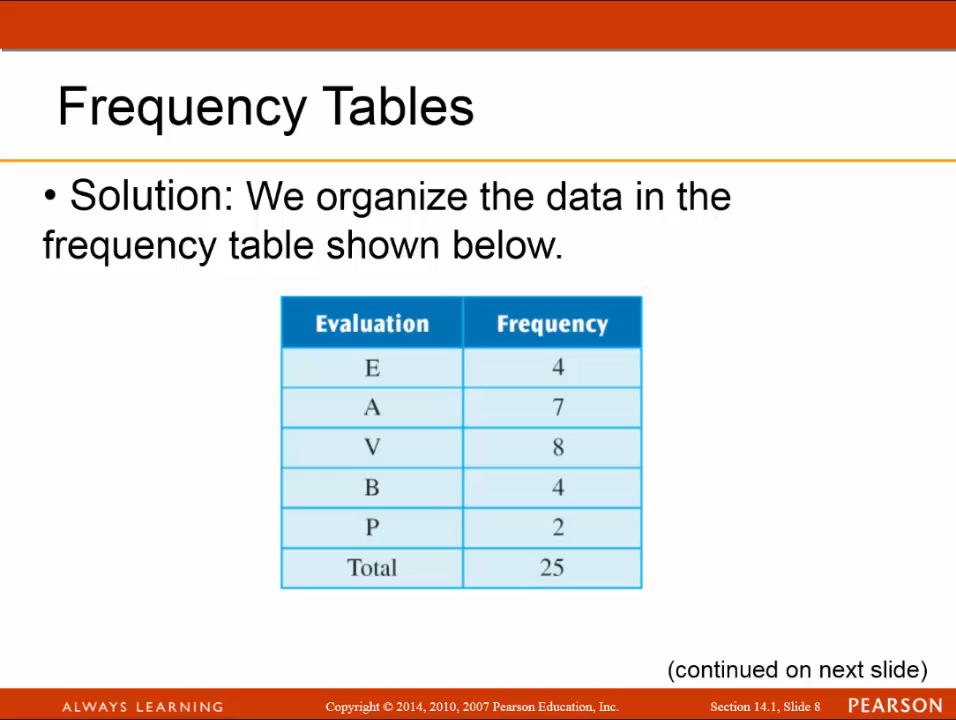 Frequency Tables
• Solution: We organize the data in the
frequency table shown below.
Evaluation Frequency
E 4
A 7
V 8
B 4
P 2
Total 25
(continued on next slide)
ALWAYS LEARNING Copyright © 2014, 2010, 2007 Pearson Education, Inc. Section 14.1, Slide 8 PEARSON